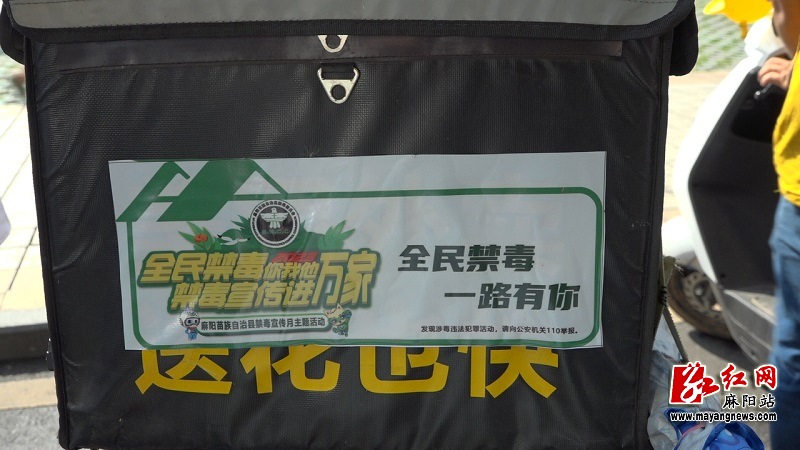 全民禁毒你我他
禁毒宣传进万家
麻阳苗族自治县禁毒宣传月主题活动
全民禁毒
一路有你
发现涉毒违法犯罪活动，请向公安机关110举报。
送花也快
红网
麻阳站
www.mayangnews.com